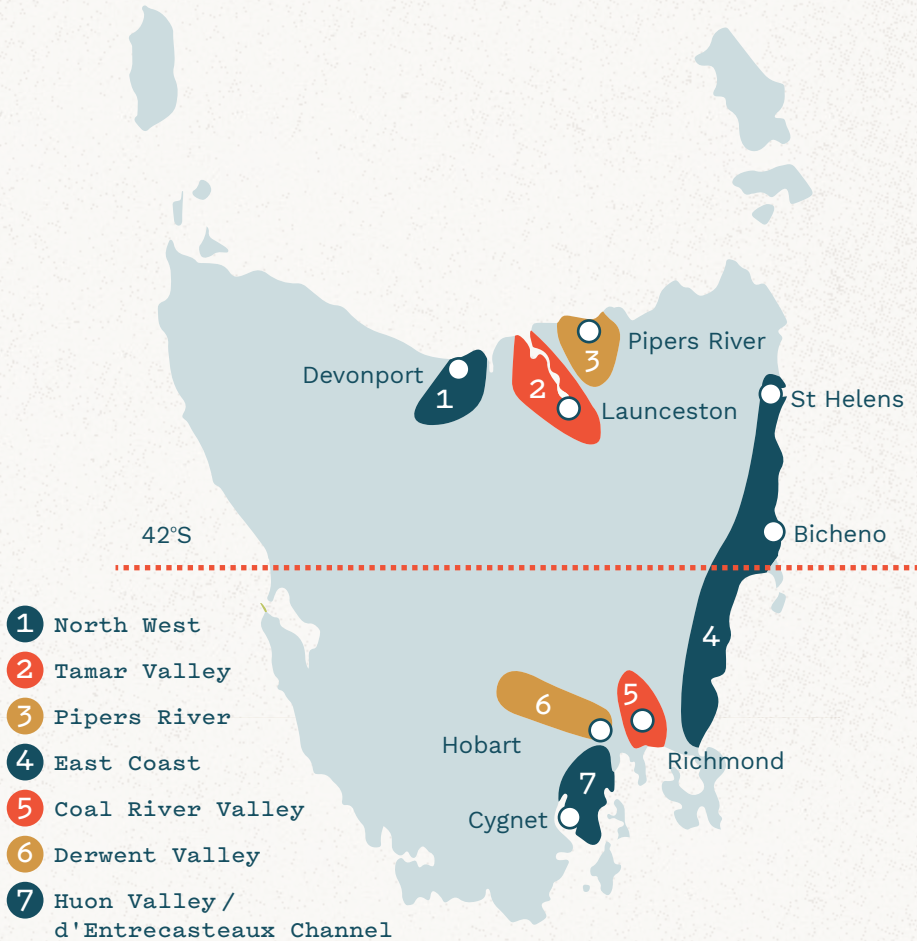 Pipers River
3
Devonport
1
2
Launceston
St Helens
Bicheno
42°S
4
5
6
Hobart
Richmond
7
Cygnet
1 North West
2 Tamar Valley
3 Pipers River
4 East Coast
5 Coal River Valley
6 Derwent Valley
7 Huon Valley/
d'Entrecasteaux Channel